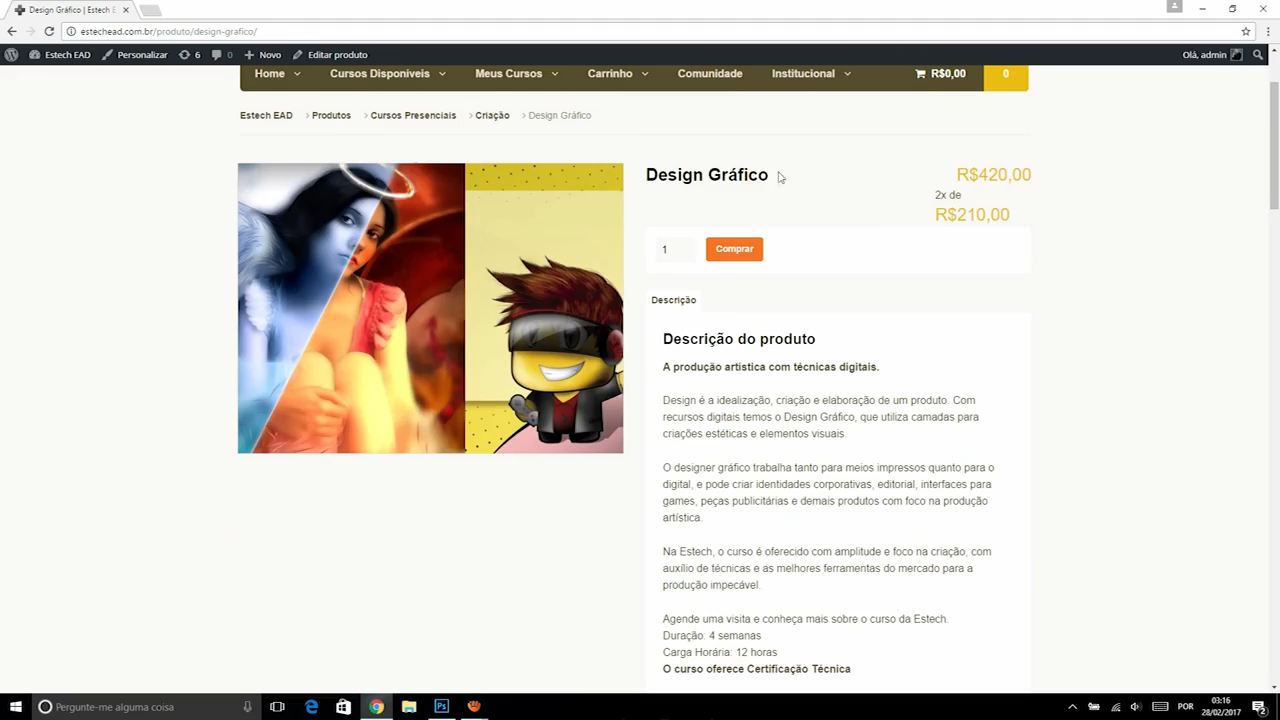 Design Gráfico | Estech E
estechead.com.br/produto/design-grafico/
Estech EAD Personalizar 6 0 Novo Editar produto Olá, admin
Home Cursos Disponíveis Meus Cursos Carrinho Comunidade Institucional R$0,00 0
Estech EAD > Produtos > Cursos Presenciais > Criação > Design Gráfico
Design Gráfico
R$420,00
2x de
R$210,00
1 Comprar
Descrição
Descrição do produto
A produção artística com técnicas digitais.
Design é a idealização, criação e elaboração de um produto. Com
recursos digitais temos o Design Gráfico, que utiliza camadas para
criações estéticas e elementos visuais.
O designer gráfico trabalha tanto para meios impressos quanto para o
digital, e pode criar identidades corporativas, editorial, interfaces para
games, peças publicitárias e demais produtos com foco na produção
artística.
Na Estech, o curso é oferecido com amplitude e foco na criação, com
auxílio de técnicas e as melhores ferramentas do mercado para a
produção impecável.
Agende uma visita e conheça mais sobre o curso da Estech.
Duração: 4 semanas
Carga Horária: 12 horas
O curso oferece Certificação Técnica
Pergunte-me alguma coisa
POR
03:16
28/02/2017
2